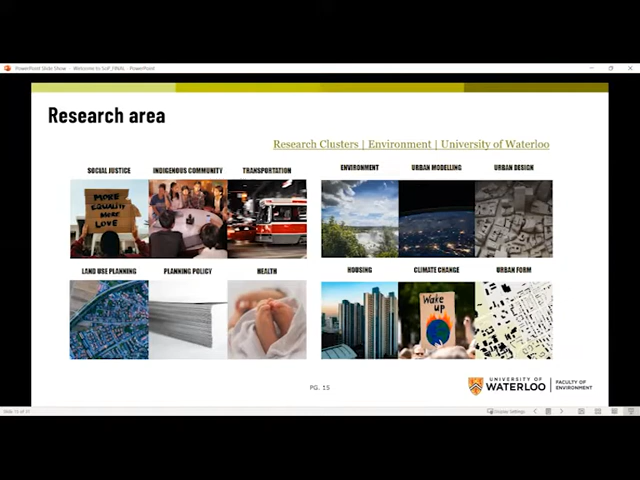 PowerPoint Slide Show - Welcome to SoP_FINAL - PowerPoint
Research area
Research Clusters | Environment | University of Waterloo
SOCIAL JUSTICE
INDIGENOUS COMMUNITY
TRANSPORTATION
ENVIRONMENT
URBAN MODELLING
URBAN DESIGN
MORE
EQUALITY
MORE
LOVE
LAND USE PLANNING
PLANNING POLICY
HEALTH
HOUSING
CLIMATE CHANGE
URBAN FORM
Wake
up
PG. 15
UNIVERSITY OF
WATERLOO
FACULTY OF
ENVIRONMENT
Display Settings